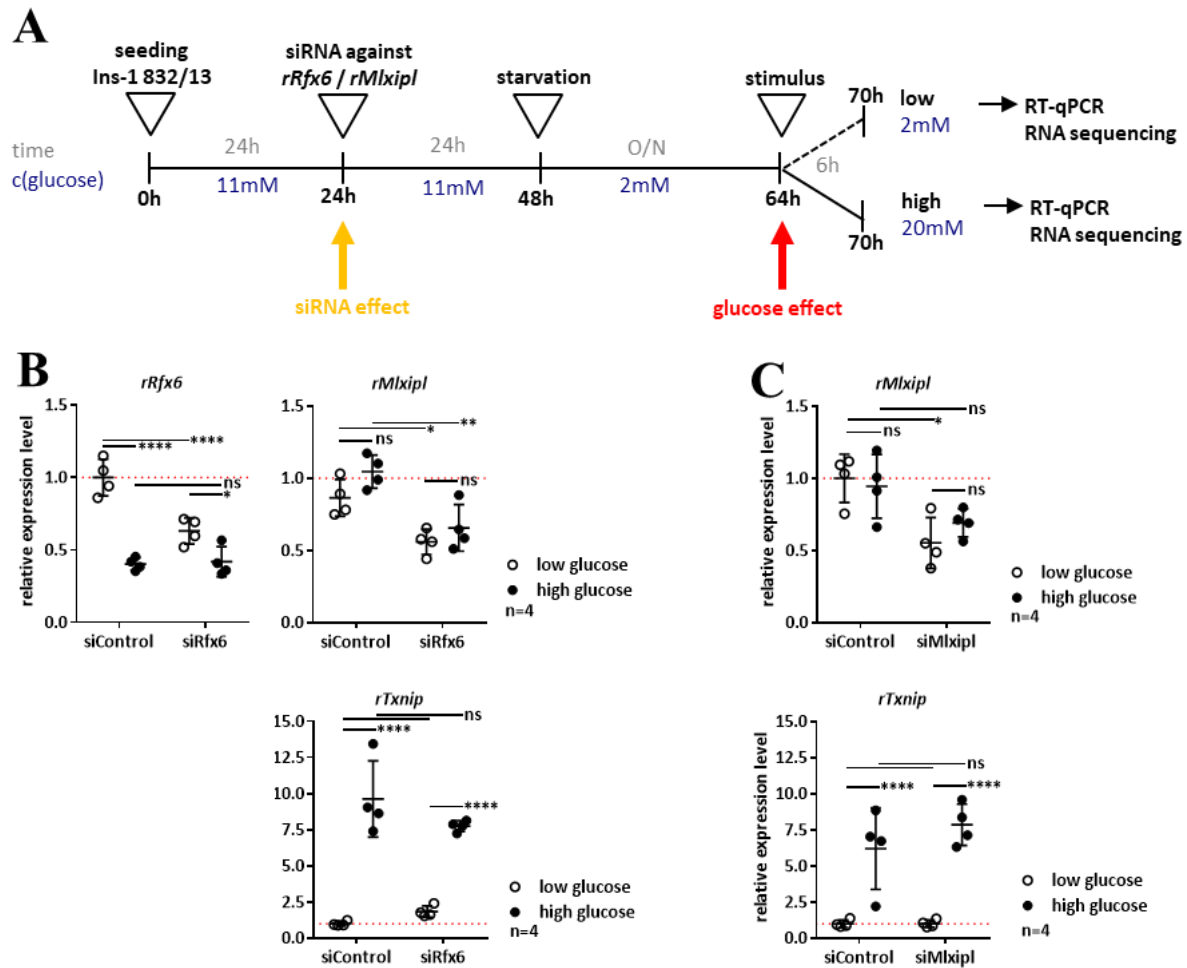 A
seeding
Ins-1 832/13
siRNA against
rRfx6 / rMlxipl
starvation
stimulus
70h
low
2mM
RT-qPCR
RNA sequencing
time
24h
24h
O/N
6h
c(glucose)
11mM
11mM
2mM
0h
24h
48h
64h
high
20mM
70h
RT-qPCR
RNA sequencing
siRNA effect
glucose effect
B
rRfx6
relative expression level
1.5
1.0
0.5
0.0
****
****
ns
*
siControl
siRfx6
rMlxipl
1.5
1.0
0.5
0.0
**
*
ns
ns
siControl
siRfx6
low glucose
high glucose
n=4
C
rMlxipl
relative expression level
1.5
1.0
0.5
0.0
ns
*
ns
ns
siControl
siMlxipl
low glucose
high glucose
n=4
rTxnip
relative expression level
15.0
12.5
10.0
7.5
5.0
2.5
0.0
ns
****
****
siControl
siRfx6
low glucose
high glucose
n=4
rTxnip
relative expression level
15.0
12.5
10.0
7.5
5.0
2.5
0.0
ns
****
****
siControl
siMlxipl
low glucose
high glucose
n=4